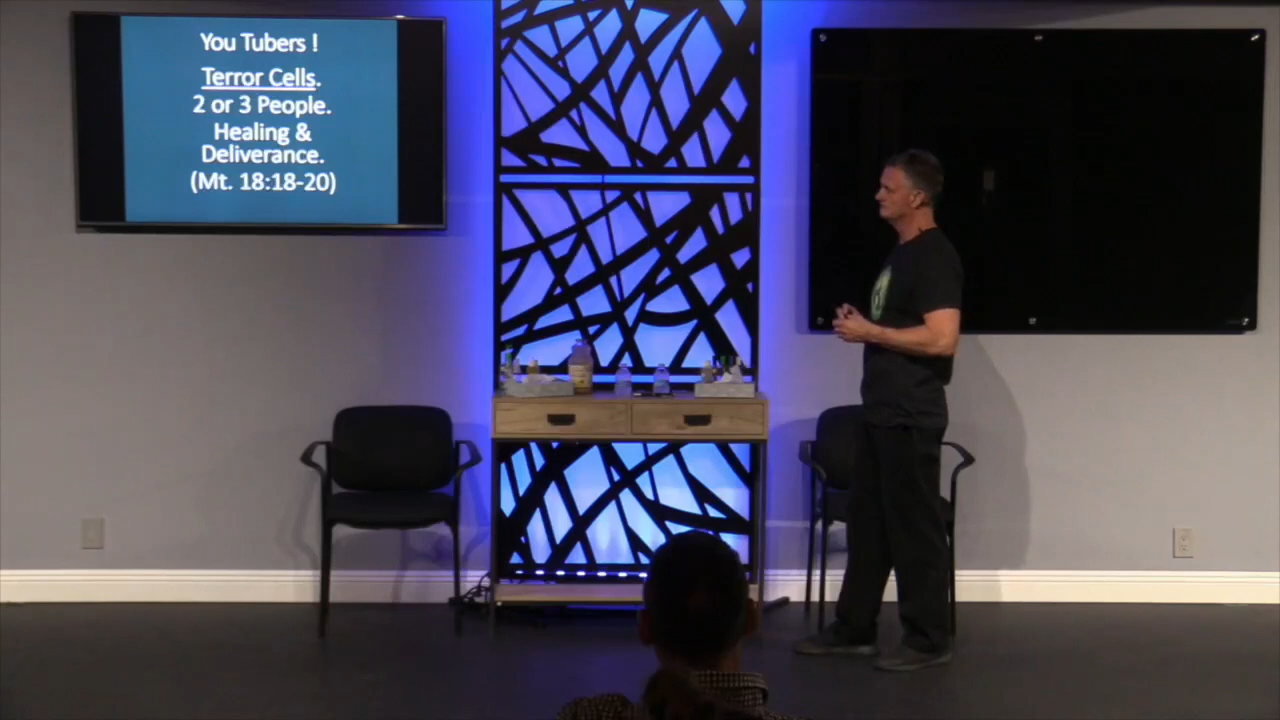 You Tubers !
Terror Cells.
2 or 3 People.
Healing &
Deliverance.
(Mt. 18:18-20)